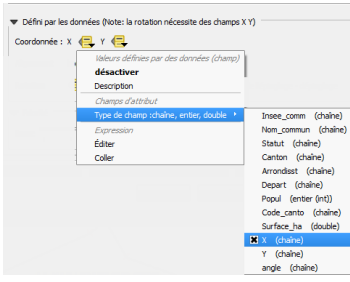 Défini par les données (Note: la rotation nécessite des champs X Y)
Coordonnée : X Y
Valeurs définies par des données (champ)
désactiver
Description
Champs d'attribut
Type de champ :chaîne, entier, double
Expression
Éditer
Coller
Insee_comm (chaîne)
Nom_commun (chaîne)
Statut (chaîne)
Canton (chaîne)
Arrondisst (chaîne)
Depart (chaîne)
Popul (entier (int))
Code_canto (chaîne)
Surface_ha (double)
X (chaîne)
Y (chaîne)
angle (chaîne)